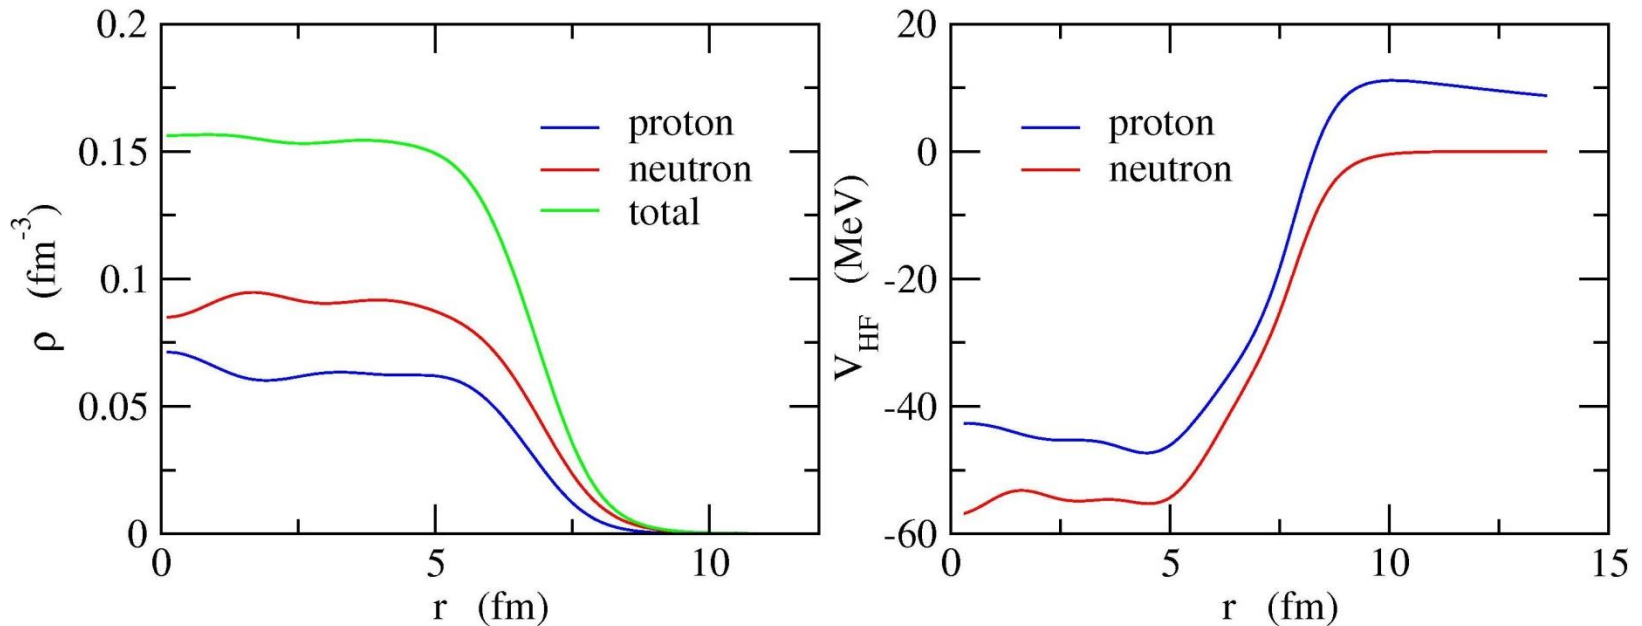 0.2
0.15
0.1
0.05
0
ρ (fm⁻³)
proton
neutron
total
0 5 10
r (fm)
20
0
-20
-40
-60
V_HF (MeV)
proton
neutron
0 5 10 15
r (fm)